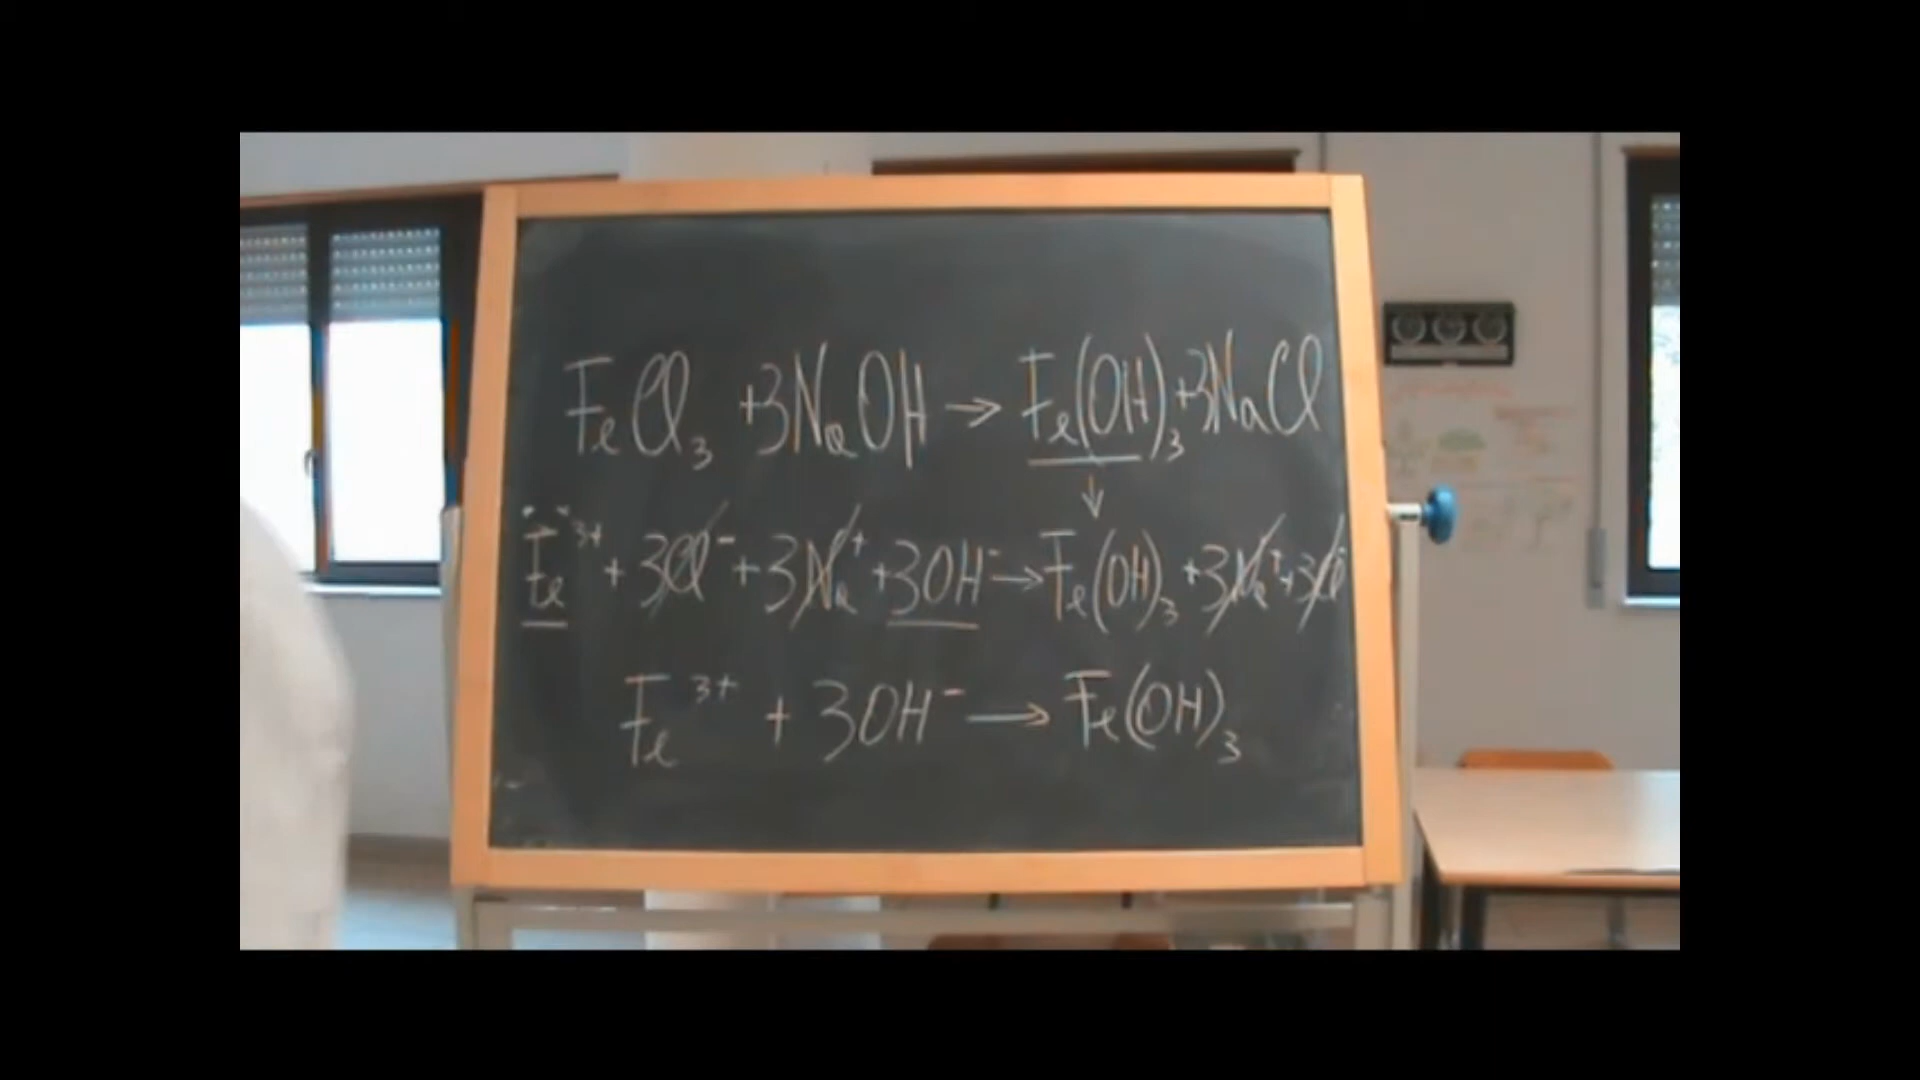 FeCl₃ +3NaOH → Fe(OH)₃+3NaCl
↓
Fe³⁺ + 3Cl⁻ + 3Na⁺ +3OH⁻ → Fe(OH)₃ +3Na⁺+3Cl⁻
Fe³⁺ + 3OH⁻ → Fe(OH)₃